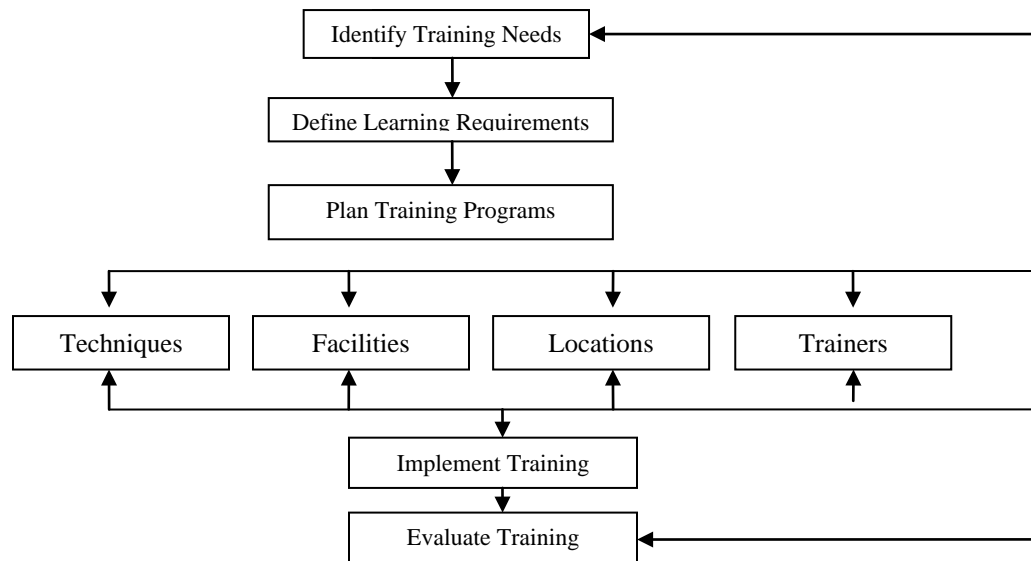 Identify Training Needs
Define Learning Requirements
Plan Training Programs
Techniques
Facilities
Locations
Trainers
Implement Training
Evaluate Training